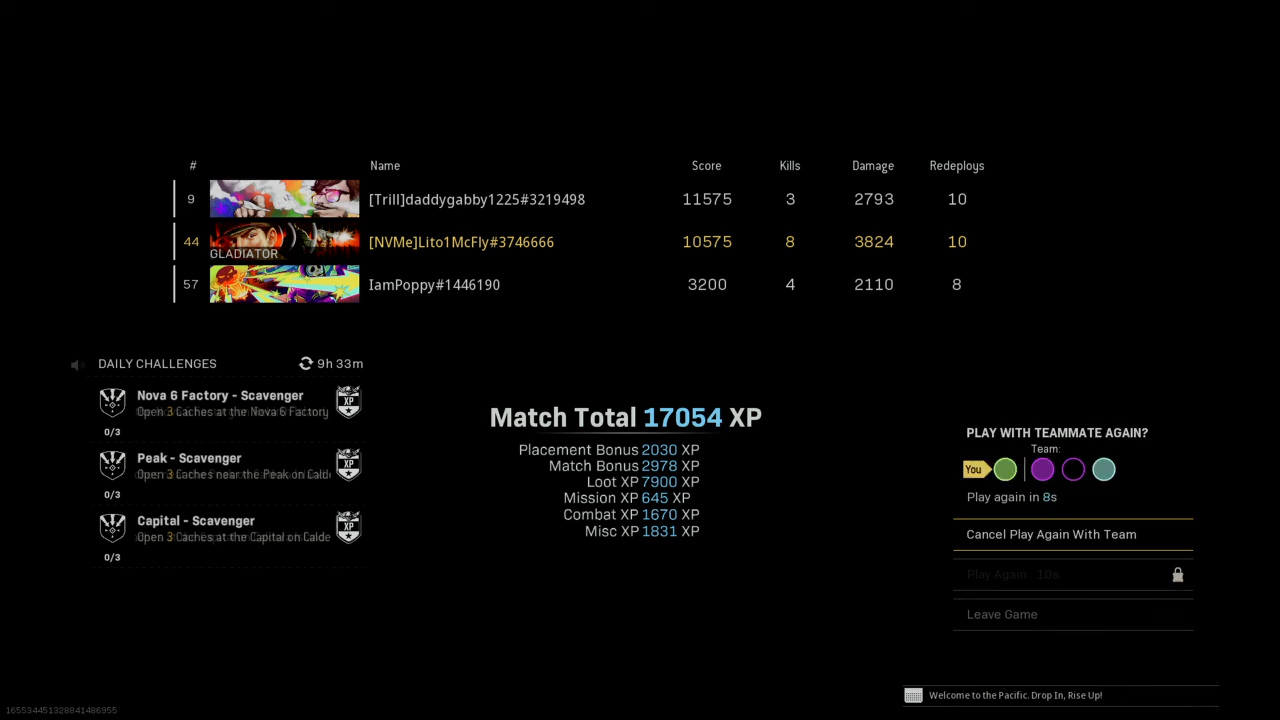 # Name Score Kills Damage Redeploys
9 [Trill]daddygabby1225#3219498 11575 3 2793 10
44 GLADIATOR [NVMe]Lito1McFly#3746666 10575 8 3824 10
57 IamPoppy#1446190 3200 4 2110 8
DAILY CHALLENGES 9h 33m
Nova 6 Factory - Scavenger
Open 3 Caches at the Nova 6 Factory
XP
0/3
Peak - Scavenger
Open 3 Caches near the Peak on Calde
XP
0/3
Capital - Scavenger
Open 3 Caches at the Capital on Calde
XP
0/3
Match Total 17054 XP
Placement Bonus 2030 XP
Match Bonus 2978 XP
Loot XP 7900 XP
Mission XP 645 XP
Combat XP 1670 XP
Misc XP 1831 XP
PLAY WITH TEAMMATE AGAIN?
Team:
You
Play again in 8s
Cancel Play Again With Team
Play Again - 10s
Leave Game
Welcome to the Pacific. Drop In, Rise Up!